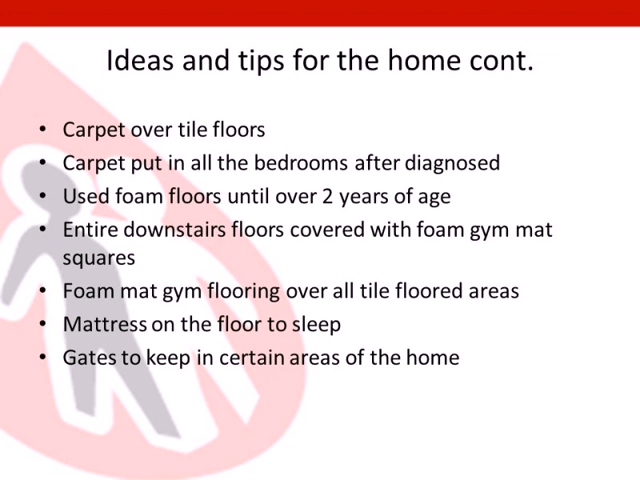 Ideas and tips for the home cont.
• Carpet over tile floors
• Carpet put in all the bedrooms after diagnosed
• Used foam floors until over 2 years of age
• Entire downstairs floors covered with foam gym mat
squares
• Foam mat gym flooring over all tile floored areas
• Mattress on the floor to sleep
• Gates to keep in certain areas of the home